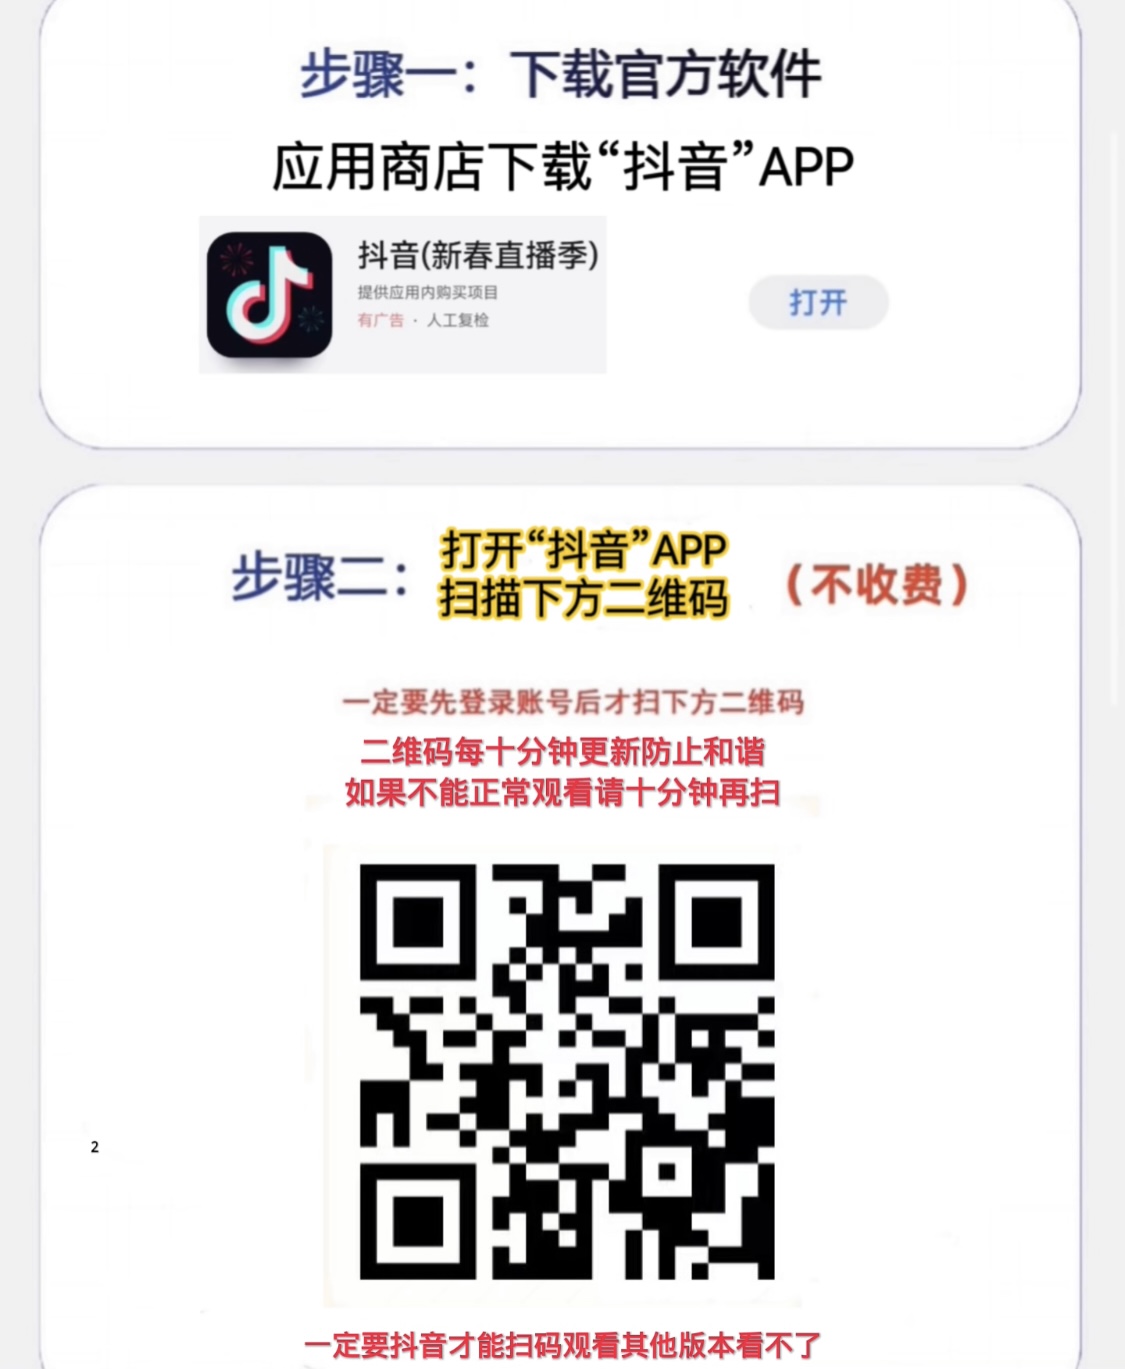 步骤一：下载官方软件
应用商店下载“抖音”APP
抖音(新春直播季)
提供应用内购买项目
有广告 · 人工复检
打开
步骤二：
打开“抖音”APP
扫描下方二维码
（不收费）
一定要先登录账号后才扫下方二维码
二维码每十分钟更新防止和谐
如果不能正常观看请十分钟再扫
2
一定要抖音才能扫码观看其他版本看不了